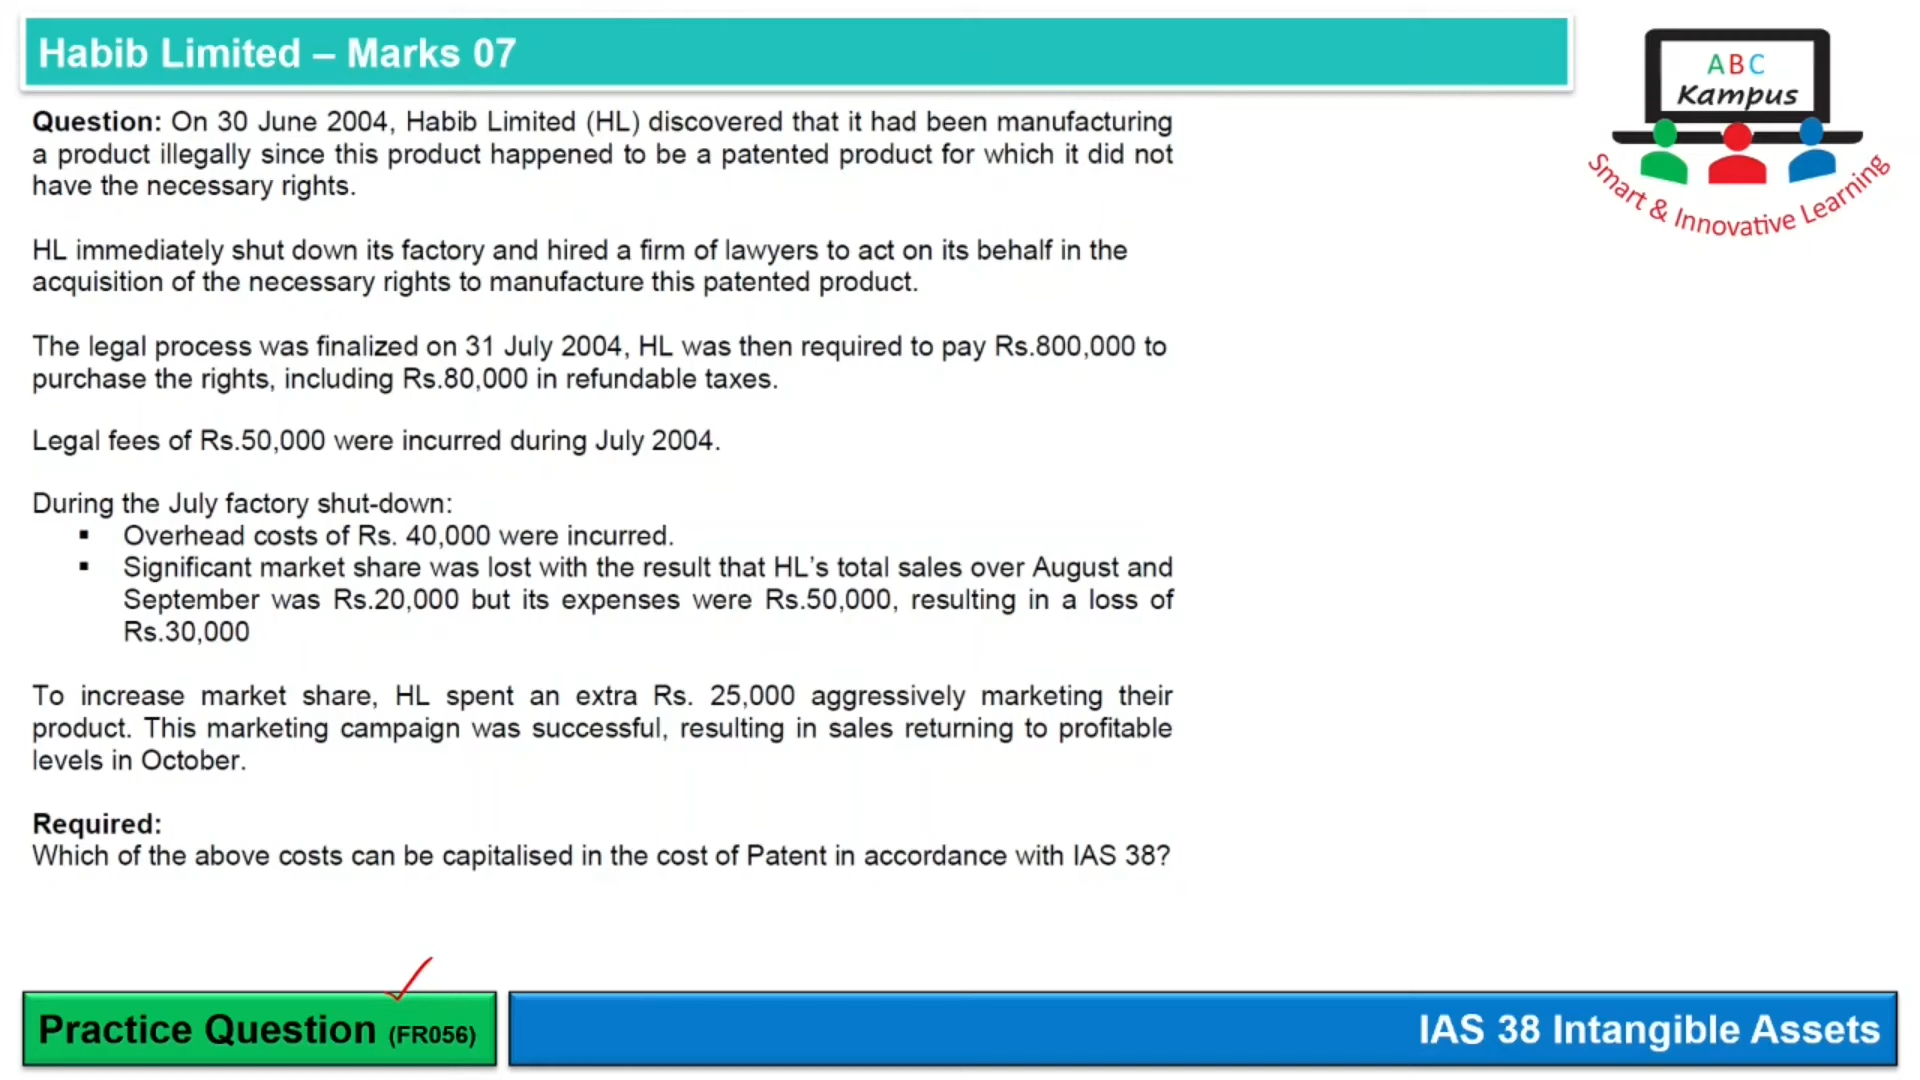 Habib Limited – Marks 07
ABC
Kampus
Smart & Innovative Learning
Question: On 30 June 2004, Habib Limited (HL) discovered that it had been manufacturing
a product illegally since this product happened to be a patented product for which it did not
have the necessary rights.
HL immediately shut down its factory and hired a firm of lawyers to act on its behalf in the
acquisition of the necessary rights to manufacture this patented product.
The legal process was finalized on 31 July 2004, HL was then required to pay Rs.800,000 to
purchase the rights, including Rs.80,000 in refundable taxes.
Legal fees of Rs.50,000 were incurred during July 2004.
During the July factory shut-down:
▪ Overhead costs of Rs. 40,000 were incurred.
▪ Significant market share was lost with the result that HL's total sales over August and
September was Rs.20,000 but its expenses were Rs.50,000, resulting in a loss of
Rs.30,000
To increase market share, HL spent an extra Rs. 25,000 aggressively marketing their
product. This marketing campaign was successful, resulting in sales returning to profitable
levels in October.
Required:
Which of the above costs can be capitalised in the cost of Patent in accordance with IAS 38?
Practice Question (FR056)
IAS 38 Intangible Assets